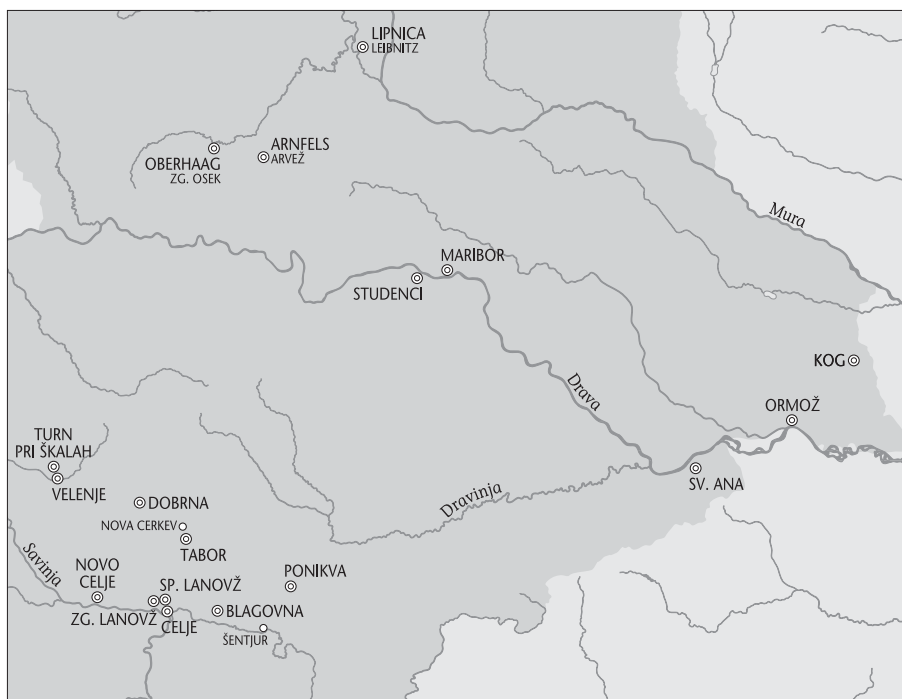 LIPNICA
LEIBNITZ
ARNFELS
ARVEŽ
OBERHAAG
ZG. OSEK
Mura
MARIBOR
STUDENCI
KOG
Drava
ORMOŽ
TURN
PRI ŠKALAH
VELENJE
SV. ANA
Dravinja
DOBRNA
NOVA CERKEV
TABOR
Savinja
NOVO
CELJE
SP. LANOVŽ
PONIKVA
ZG. LANOVŽ
CELJE
BLAGOVNA
ŠENTJUR